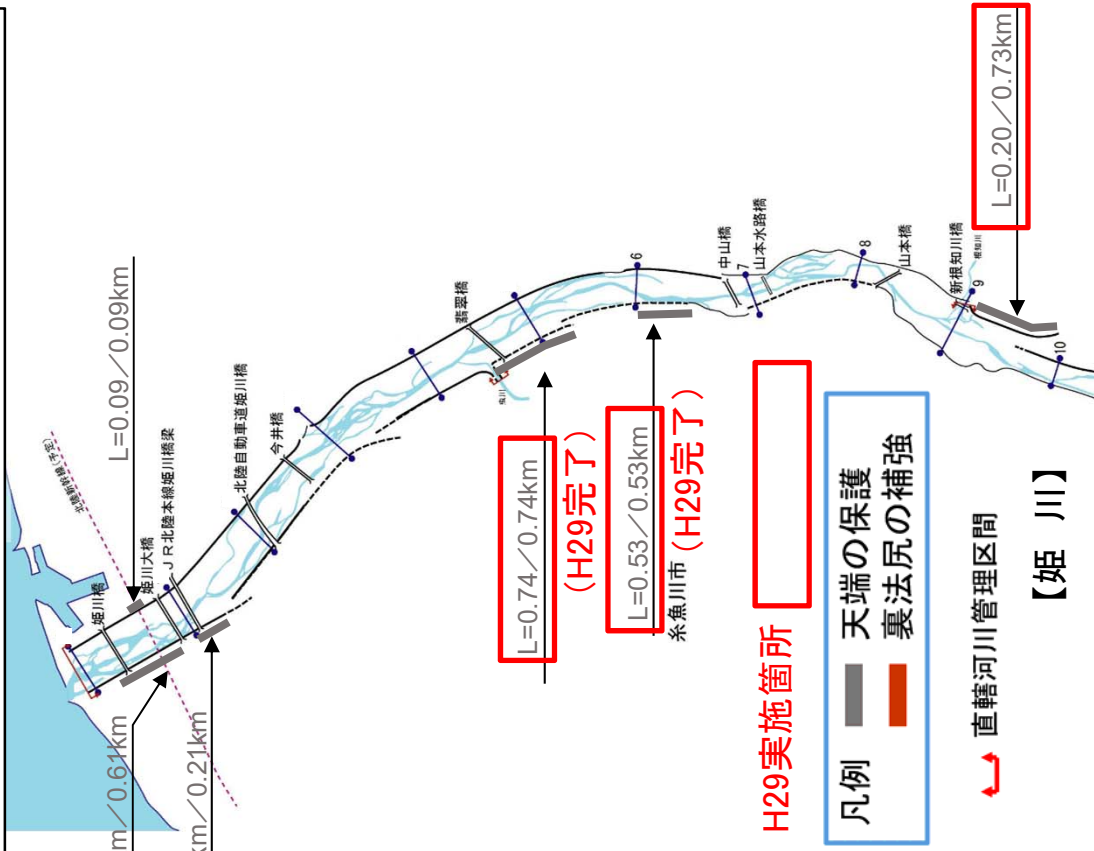 北陸新幹線(予定)
姫川橋
姫川大橋
JR北陸本線姫川橋梁
L=0.09／0.09km
北陸自動車道姫川橋
今井橋
m／0.61km
km／0.21km
翡翠橋
6
中山橋
7
山本水路橋
8
山本橋
新根知川橋
根知川
9
10
L=0.20／0.73km
L=0.74／0.74km
(H29完了)
L=0.53／0.53km
(H29完了)
糸魚川市
H29実施箇所
凡例
天端の保護
裏法尻の補強
直轄河川管理区間
【姫 川】